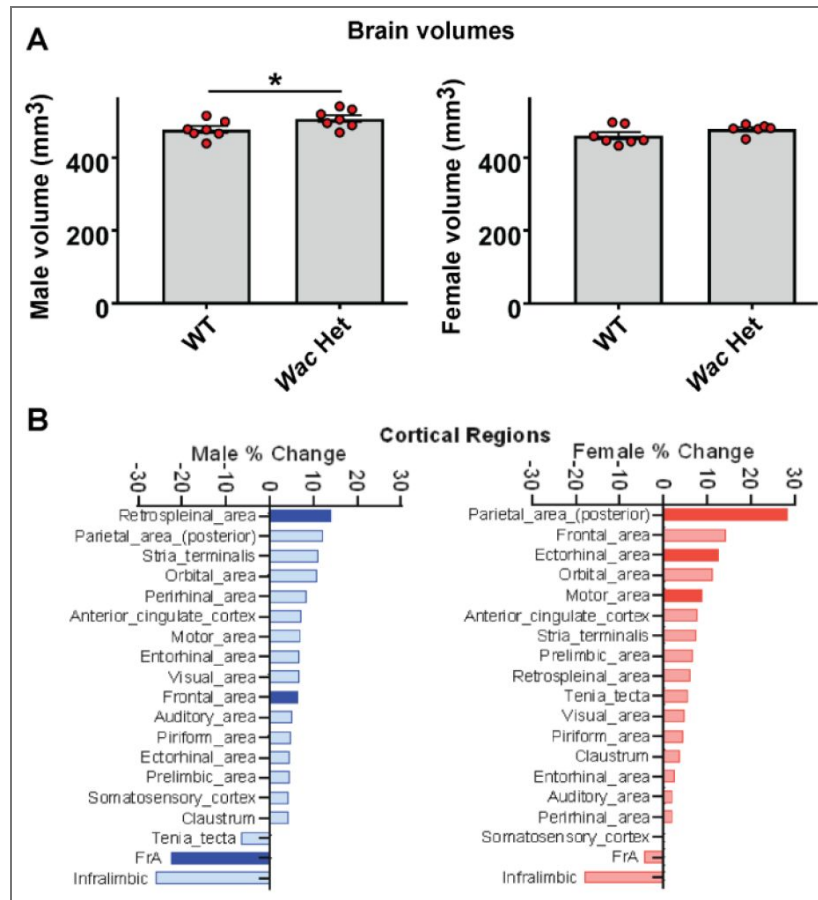 A
Brain volumes
*
Male volume (mm3)
400
200
0
WT
Wac Het
Female volume (mm3)
400
200
0
WT
Wac Het
B
Cortical Regions
Male % Change
-30
-20
-10
0
10
20
30
Retrospleinal_area
Parietal_area_(posterior)
Stria_terminalis
Orbital_area
Perirhinal_area
Anterior_cingulate_cortex
Motor_area
Entorhinal_area
Visual_area
Frontal_area
Auditory_area
Piriform_area
Ectorhinal_area
Prelimbic_area
Somatosensory_cortex
Claustrum
Tenia_tecta
FrA
Infralimbic
Female % Change
-30
-20
-10
0
10
20
30
Parietal_area_(posterior)
Frontal_area
Ectorhinal_area
Orbital_area
Motor_area
Anterior_cingulate_cortex
Stria_terminalis
Prelimbic_area
Retrospleinal_area
Tenia_tecta
Visual_area
Piriform_area
Claustrum
Entorhinal_area
Auditory_area
Perirhinal_area
Somatosensory_cortex
FrA
Infralimbic